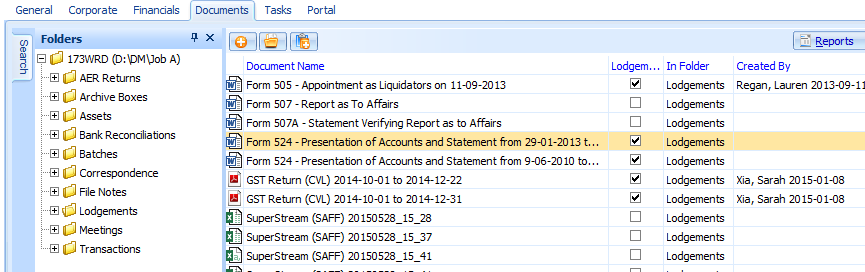 General Corporate Financials Documents Tasks Portal
Search
Folders
173WRD (D:\DM\Job A)
AER Returns
Archive Boxes
Assets
Bank Reconciliations
Batches
Correspondence
File Notes
Lodgements
Meetings
Transactions
Reports
Document Name Lodgem... In Folder Created By
Form 505 - Appointment as Liquidators on 11-09-2013 Lodgements Regan, Lauren 2013-09-11
Form 507 - Report as To Affairs Lodgements
Form 507A - Statement Verifying Report as to Affairs Lodgements
Form 524 - Presentation of Accounts and Statement from 29-01-2013 t... Lodgements
Form 524 - Presentation of Accounts and Statement from 9-06-2010 to... Lodgements
GST Return (CVL) 2014-10-01 to 2014-12-22 Lodgements Xia, Sarah 2015-01-08
GST Return (CVL) 2014-10-01 to 2014-12-31 Lodgements Xia, Sarah 2015-01-08
SuperStream (SAFF) 20150528_15_28 Lodgements
SuperStream (SAFF) 20150528_15_37 Lodgements
SuperStream (SAFF) 20150528_15_41 Lodgements